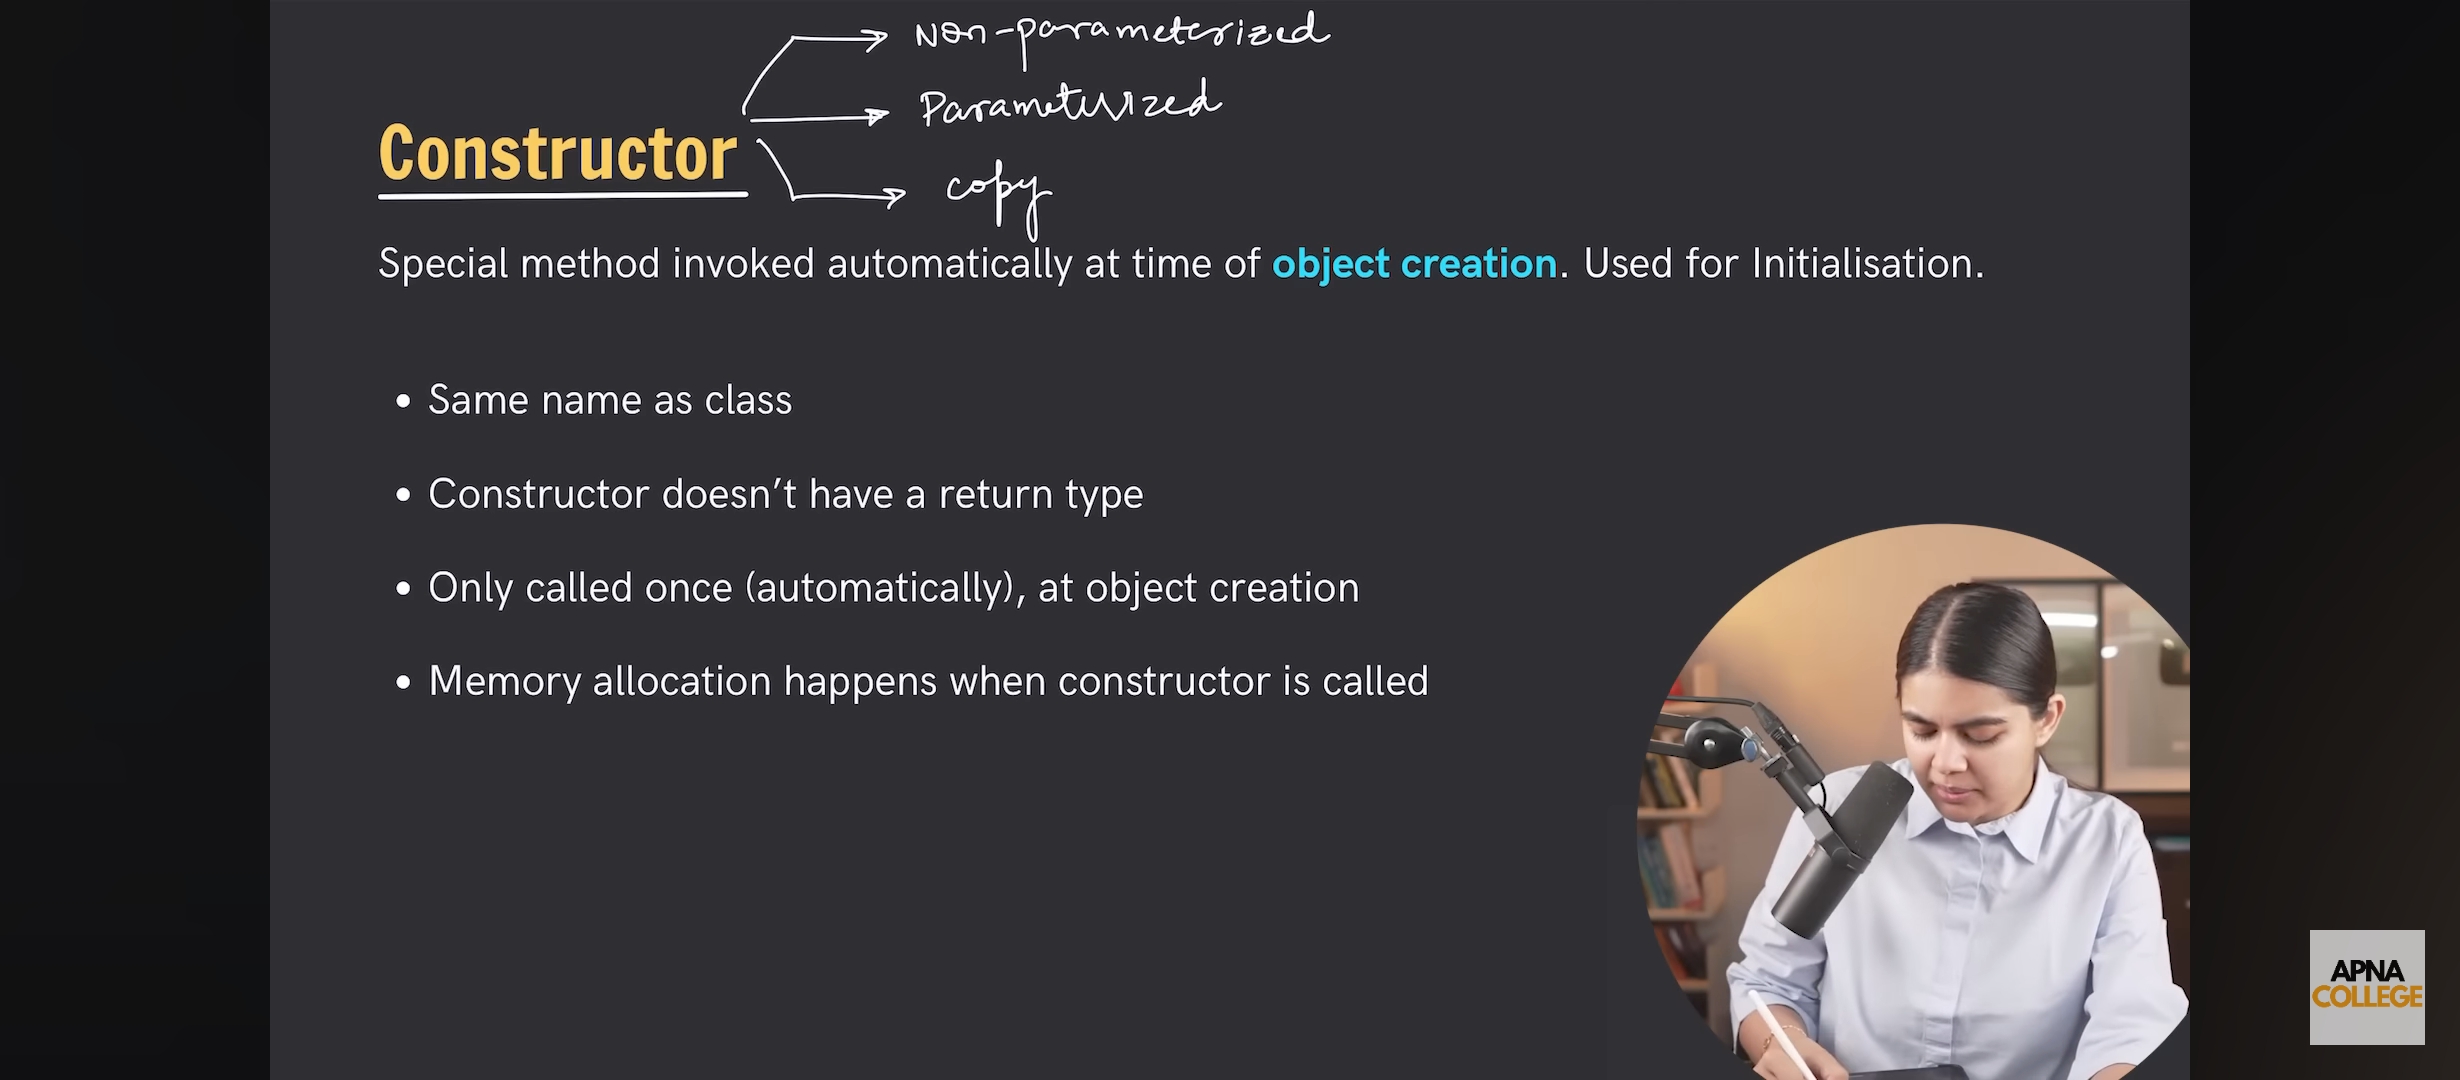 Non-parameterized
Parameterized
Constructor
copy
Special method invoked automatically at time of object creation. Used for Initialisation.
• Same name as class
• Constructor doesn't have a return type
• Only called once (automatically), at object creation
• Memory allocation happens when constructor is called
APNA
COLLEGE